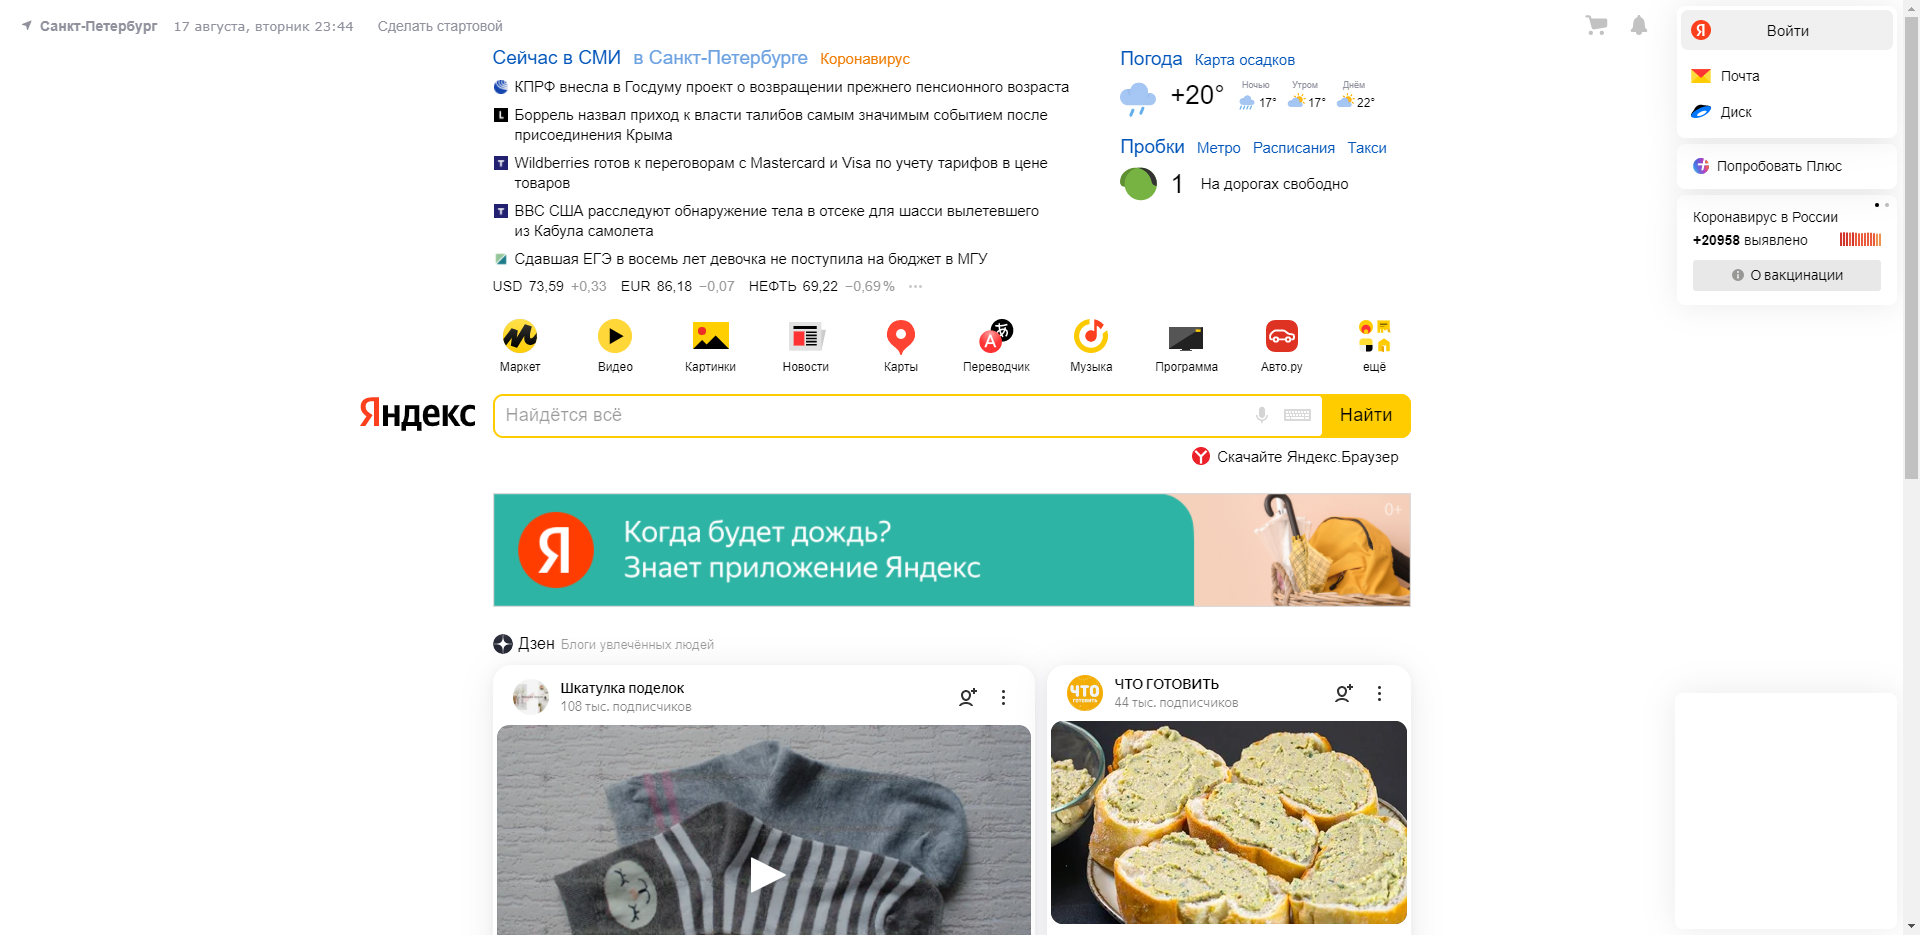 Санкт-Петербург 17 августа, вторник 23:44 Сделать стартовой
Сейчас в СМИ в Санкт-Петербурге Коронавирус
КПРФ внесла в Госдуму проект о возвращении прежнего пенсионного возраста
Боррель назвал приход к власти талибов самым значимым событием после
присоединения Крыма
Wildberries готов к переговорам с Mastercard и Visa по учету тарифов в цене
товаров
ВВС США расследуют обнаружение тела в отсеке для шасси вылетевшего
из Кабула самолета
Сдавшая ЕГЭ в восемь лет девочка не поступила на бюджет в МГУ
USD 73,59 +0,33 EUR 86,18 −0,07 НЕФТЬ 69,22 −0,69% ···
Погода Карта осадков
+20° Ночью 17° Утром 17° Днём 22°
Пробки Метро Расписания Такси
1 На дорогах свободно
Войти
Почта
Диск
Попробовать Плюс
Коронавирус в России
+20958 выявлено
О вакцинации
Маркет Видео Картинки Новости Карты Переводчик Музыка Программа Авто.ру ещё
Яндекс Найдётся всё Найти
Скачайте Яндекс.Браузер
Я
Когда будет дождь?
Знает приложение Яндекс
0+
Дзен Блоги увлечённых людей
Шкатулка поделок
108 тыс. подписчиков
ЧТО ГОТОВИТЬ
ЧТО ГОТОВИТЬ
44 тыс. подписчиков